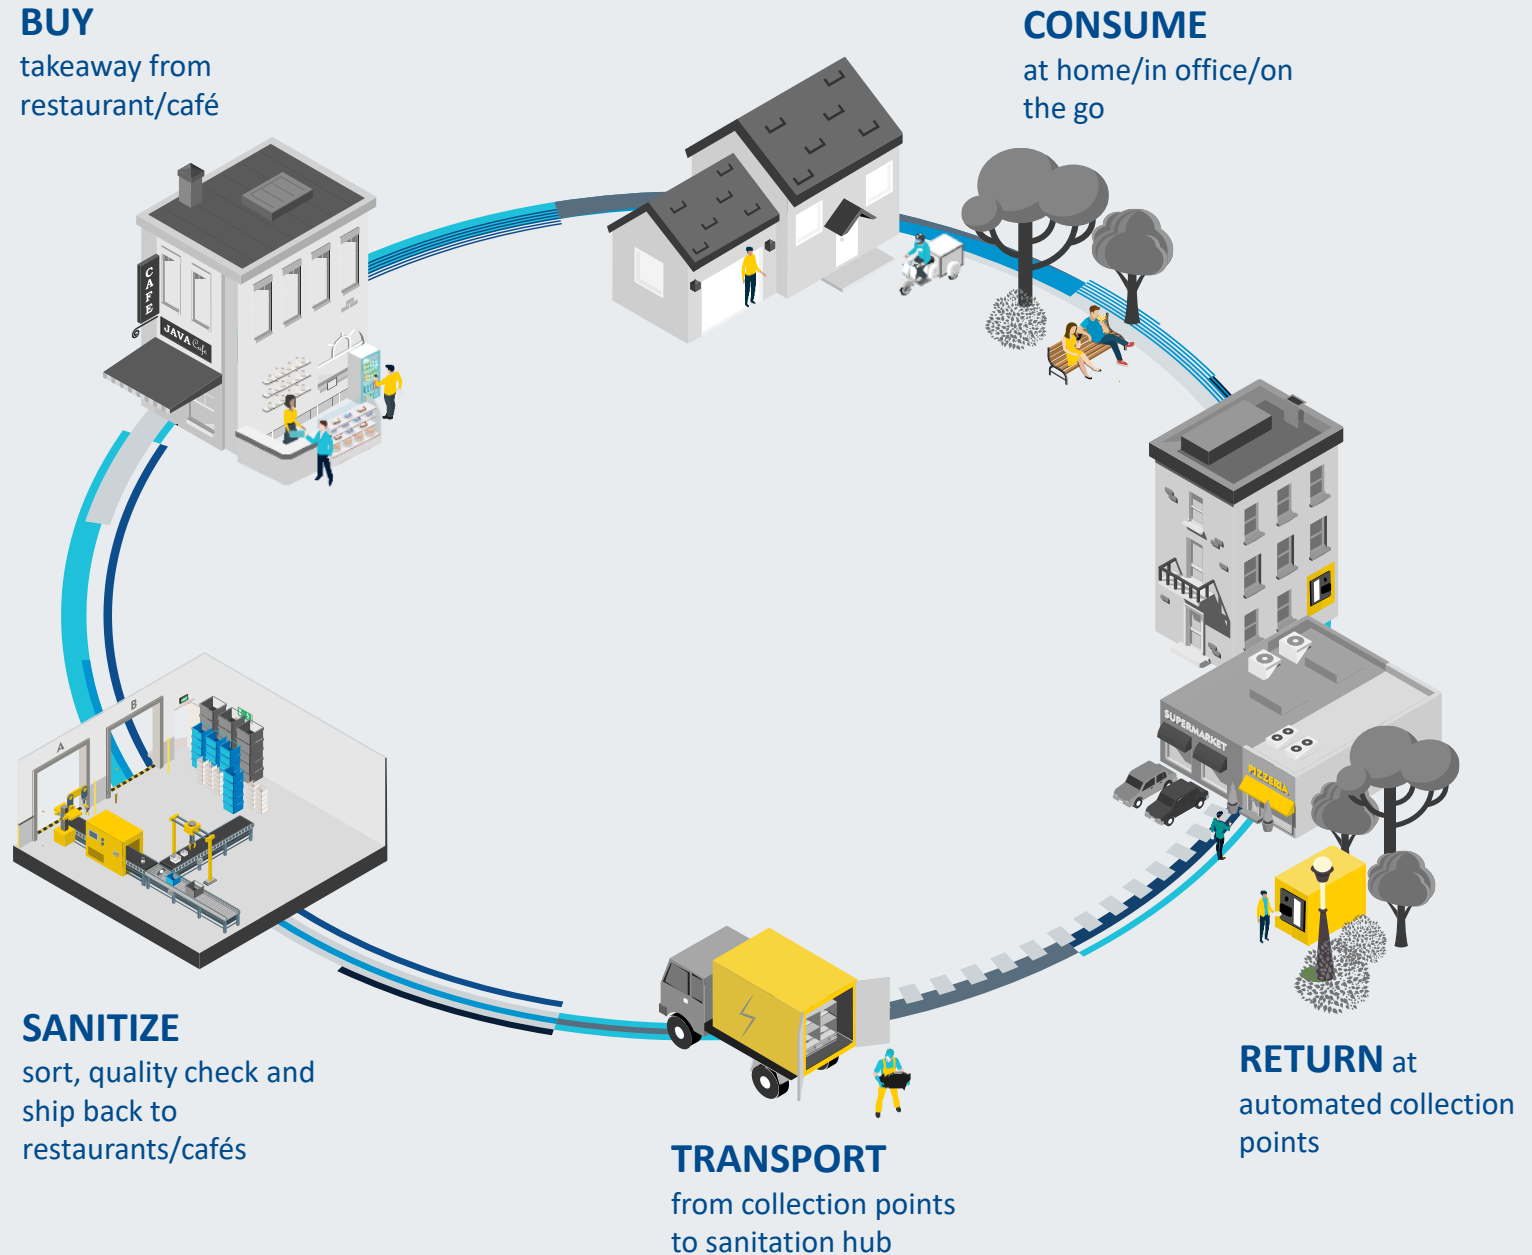 BUY
takeaway from
restaurant/café
CONSUME
at home/in office/on
the go
CAFE
JAVA Cafe
SUPERMARKET
PIZZERIA
A
B
SANITIZE
sort, quality check and
ship back to
restaurants/cafés
TRANSPORT
from collection points
to sanitation hub
RETURN at
automated collection
points